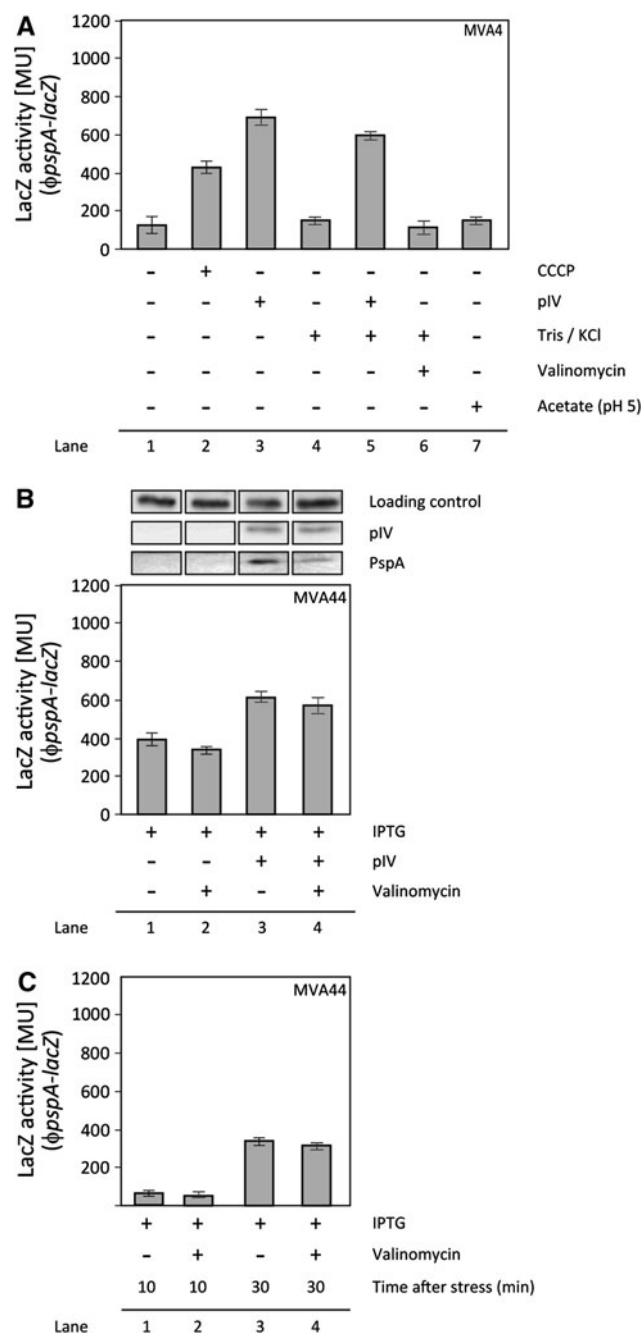 A
MVA4
LacZ activity [MU]
(ϕpspA-lacZ)
1200
1000
800
600
400
200
0
- + - - - - - CCCP
- - + - + - - pIV
- - - + + + - Tris / KCl
- - - - - + - Valinomycin
- - - - - - + Acetate (pH 5)
Lane 1 2 3 4 5 6 7
B
Loading control
pIV
PspA
MVA44
LacZ activity [MU]
(ϕpspA-lacZ)
1200
1000
800
600
400
200
0
+ + + + IPTG
- - + + pIV
- + - + Valinomycin
Lane 1 2 3 4
C
MVA44
LacZ activity [MU]
(ϕpspA-lacZ)
1200
1000
800
600
400
200
+ + + + IPTG
- + - + Valinomycin
10 10 30 30 Time after stress (min)
Lane 1 2 3 4